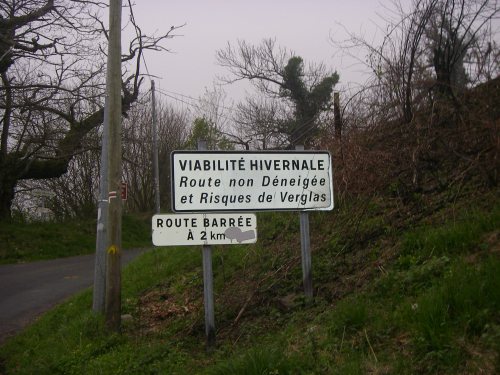 VIABILITÉ HIVERNALE
Route non Déneigée
et Risques de Verglas
ROUTE BARRÉE
À 2 km